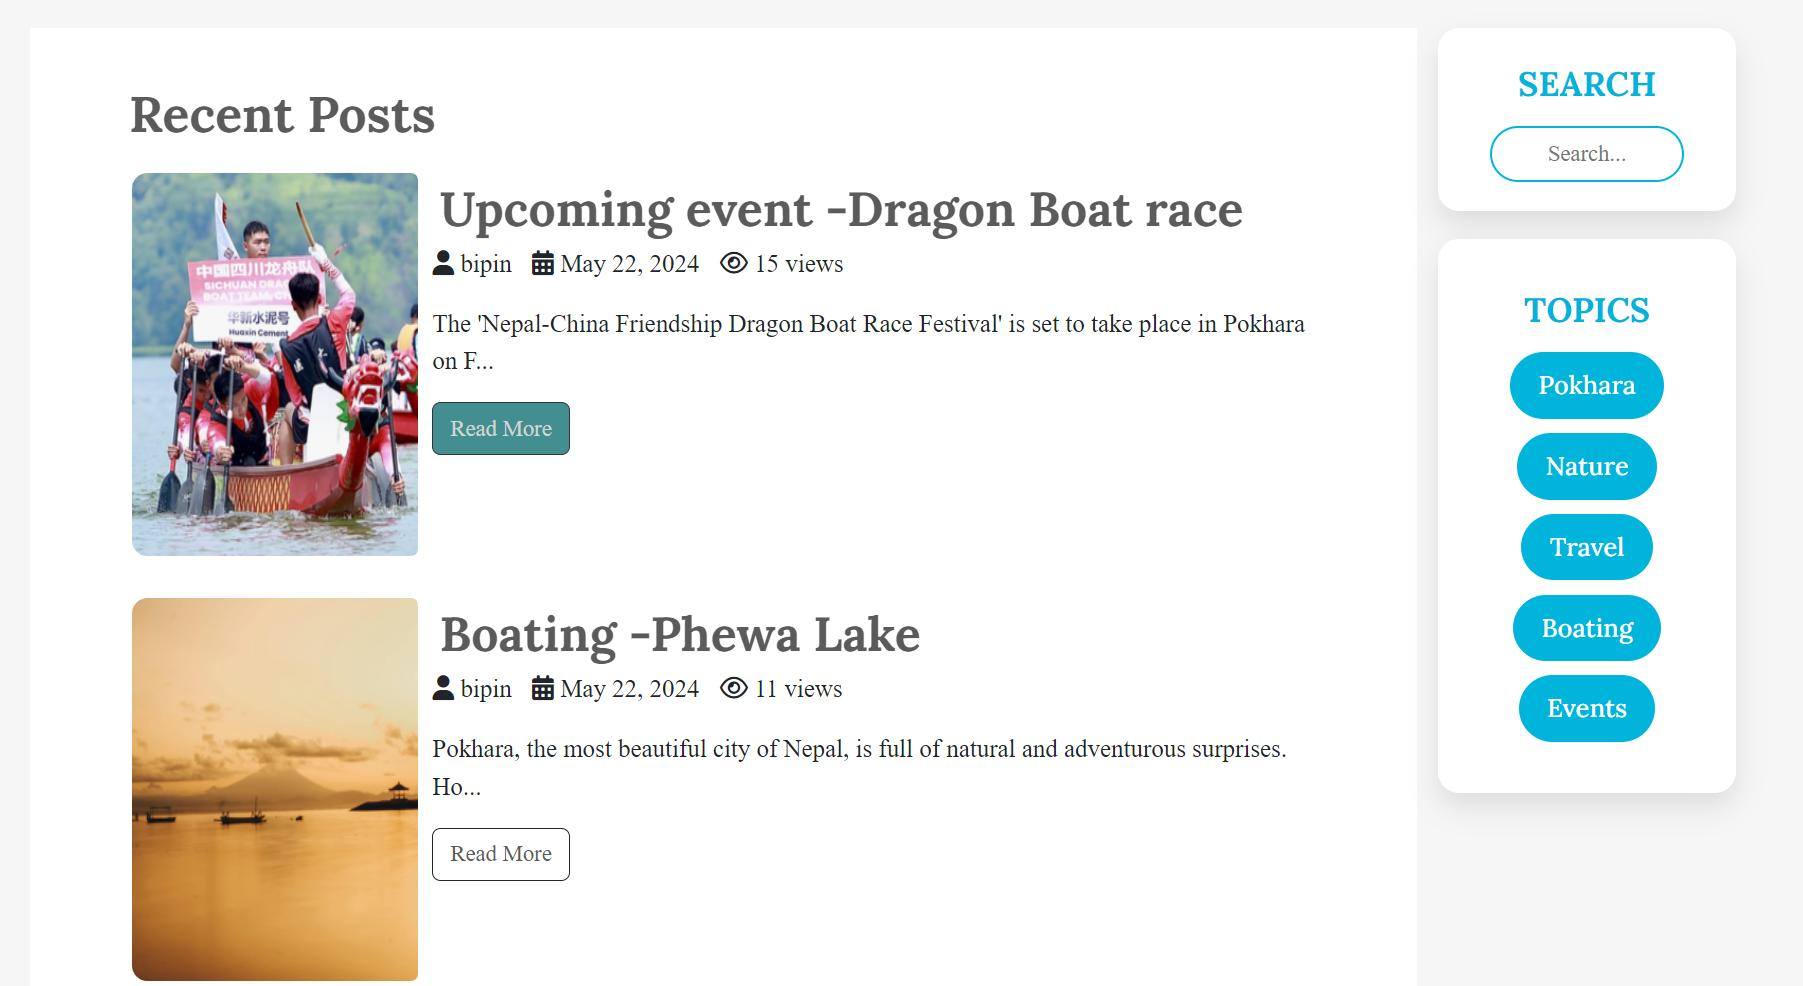 Recent Posts
Upcoming event -Dragon Boat race
bipin May 22, 2024 15 views
The 'Nepal-China Friendship Dragon Boat Race Festival' is set to take place in Pokhara
on F...
Read More
中国四川龙舟队
SICHUAN DRAG
BOAT TEAM, C
华新水泥号
Huaxin Cement
Boating -Phewa Lake
bipin May 22, 2024 11 views
Pokhara, the most beautiful city of Nepal, is full of natural and adventurous surprises.
Ho...
Read More
SEARCH
Search...
TOPICS
Pokhara
Nature
Travel
Boating
Events